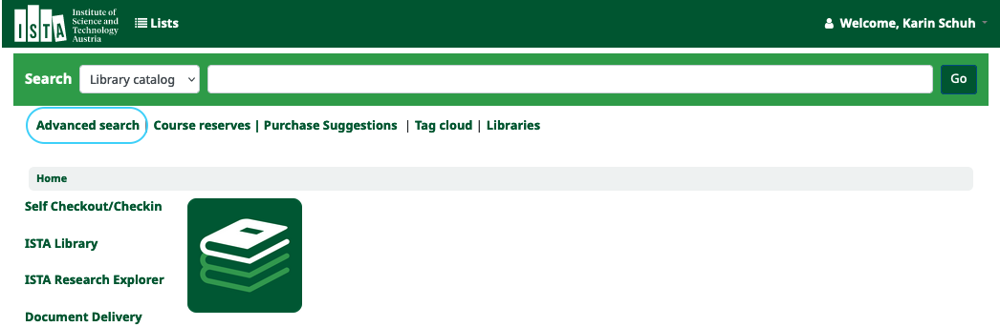 ISTA
Institute of
Science and
Technology
Austria
Lists
Welcome, Karin Schuh
Search Library catalog Go
Advanced search Course reserves | Purchase Suggestions | Tag cloud | Libraries
Home
Self Checkout/Checkin
ISTA Library
ISTA Research Explorer
Document Delivery